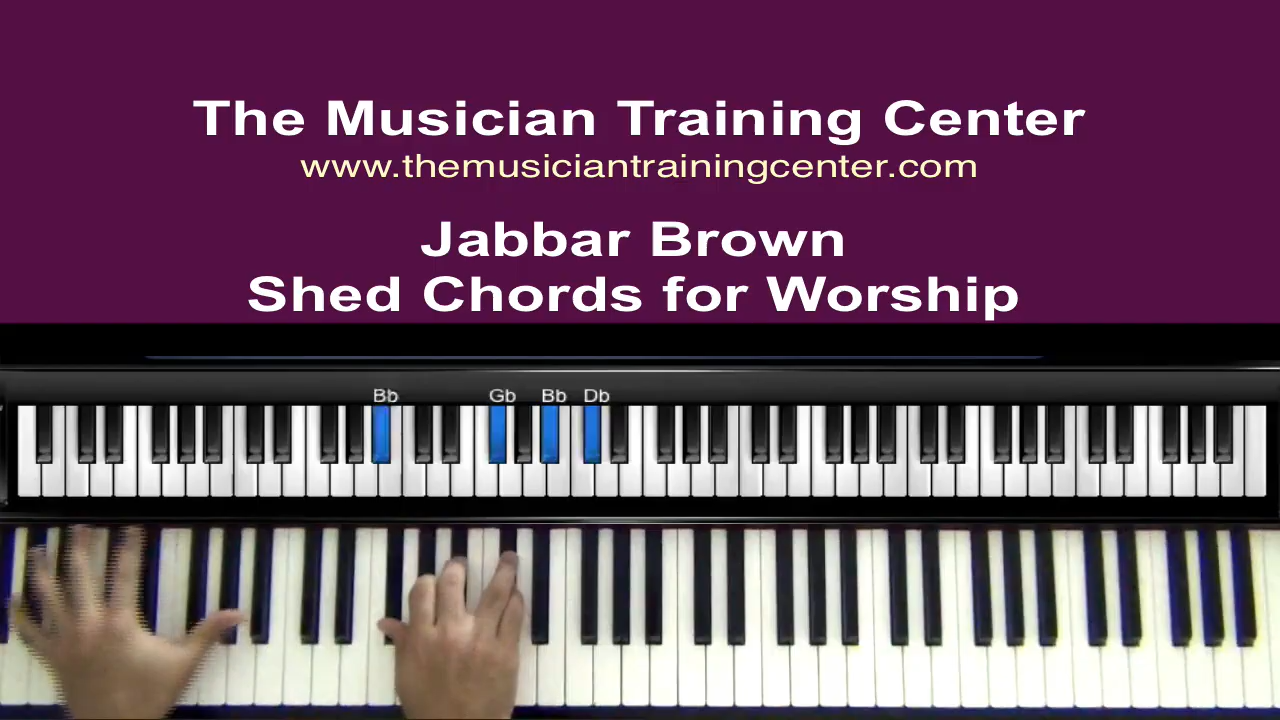 The Musician Training Center
www.themusiciantrainingcenter.com
Jabbar Brown
Shed Chords for Worship
Bb Gb Bb Db